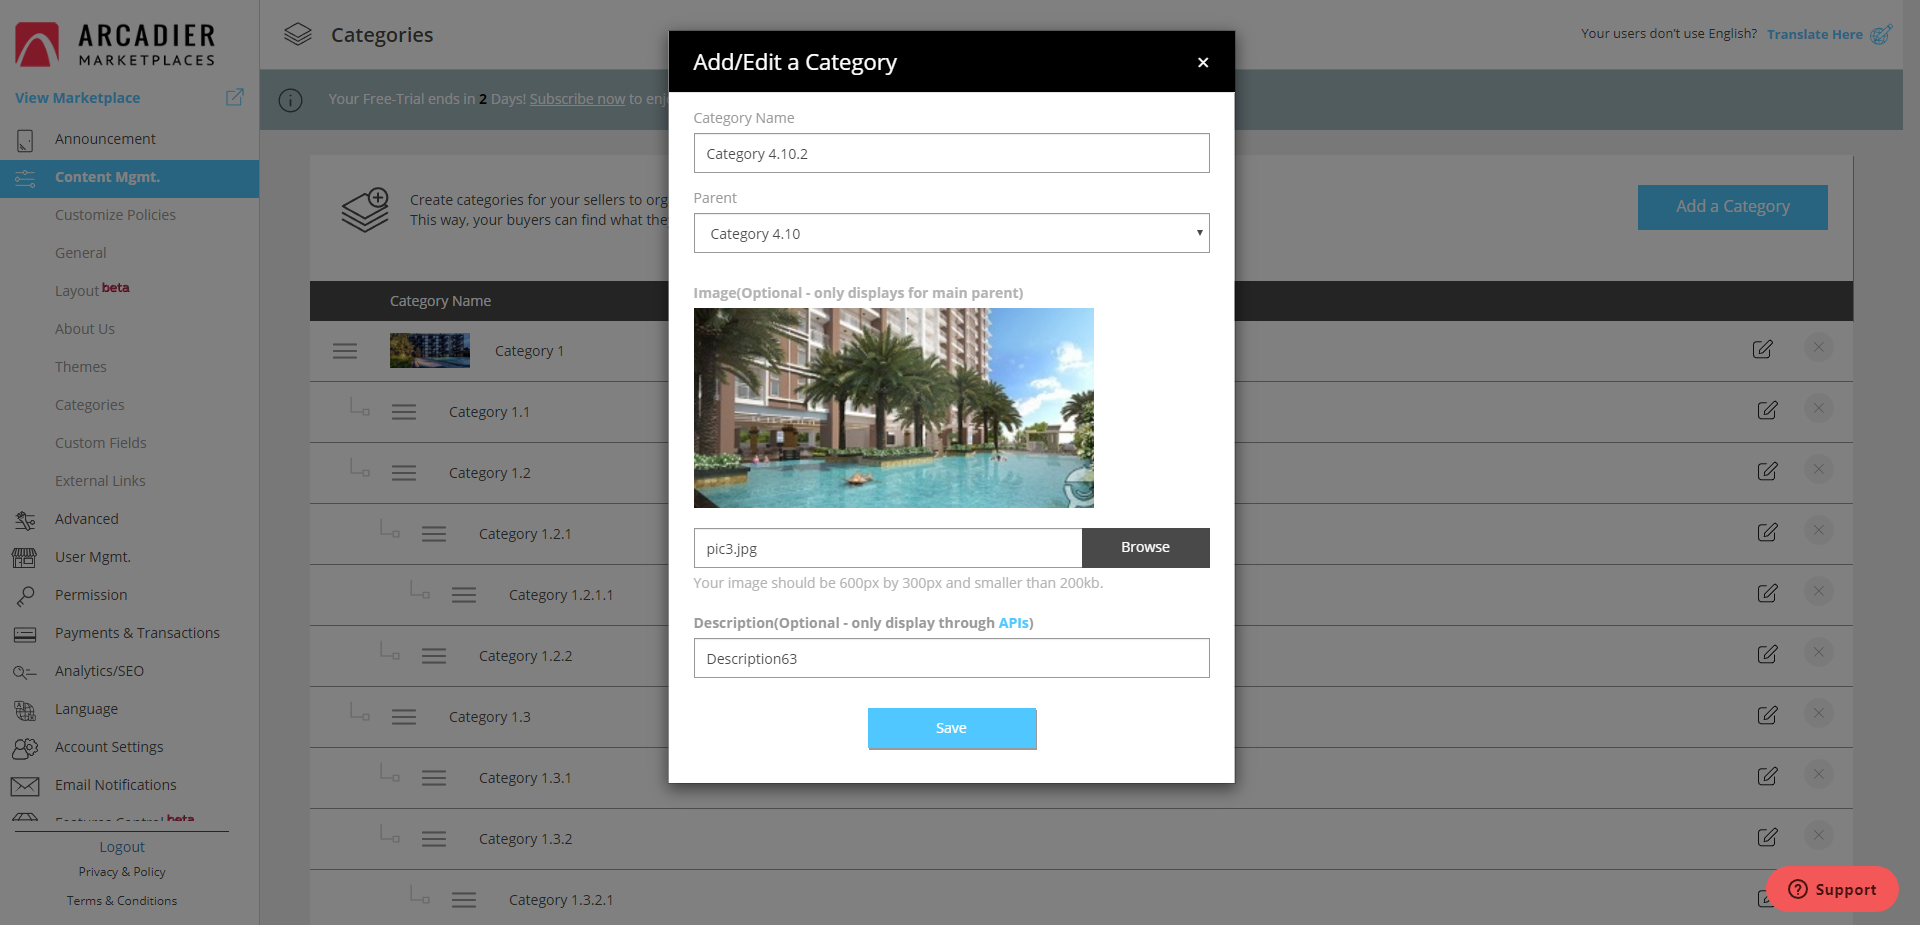 ARCADIER
MARKETPLACES
View Marketplace
Announcement
Content Mgmt.
Customize Policies
General
Layout beta
About Us
Themes
Categories
Custom Fields
External Links
Advanced
User Mgmt.
Permission
Payments & Transactions
Analytics/SEO
Language
Account Settings
Email Notifications
Features Control beta
Logout
Privacy & Policy
Terms & Conditions
Categories
Your users don't use English? Translate Here
Your Free-Trial ends in 2 Days! Subscribe now to enj
Create categories for your sellers to org
This way, your buyers can find what the
Add a Category
Category Name
Category 1
Category 1.1
Category 1.2
Category 1.2.1
Category 1.2.1.1
Category 1.2.2
Category 1.3
Category 1.3.1
Category 1.3.2
Category 1.3.2.1
Add/Edit a Category
Category Name
Category 4.10.2
Parent
Category 4.10
Image(Optional - only displays for main parent)
pic3.jpg
Browse
Your image should be 600px by 300px and smaller than 200kb.
Description(Optional - only display through APIs)
Description63
Save
Support